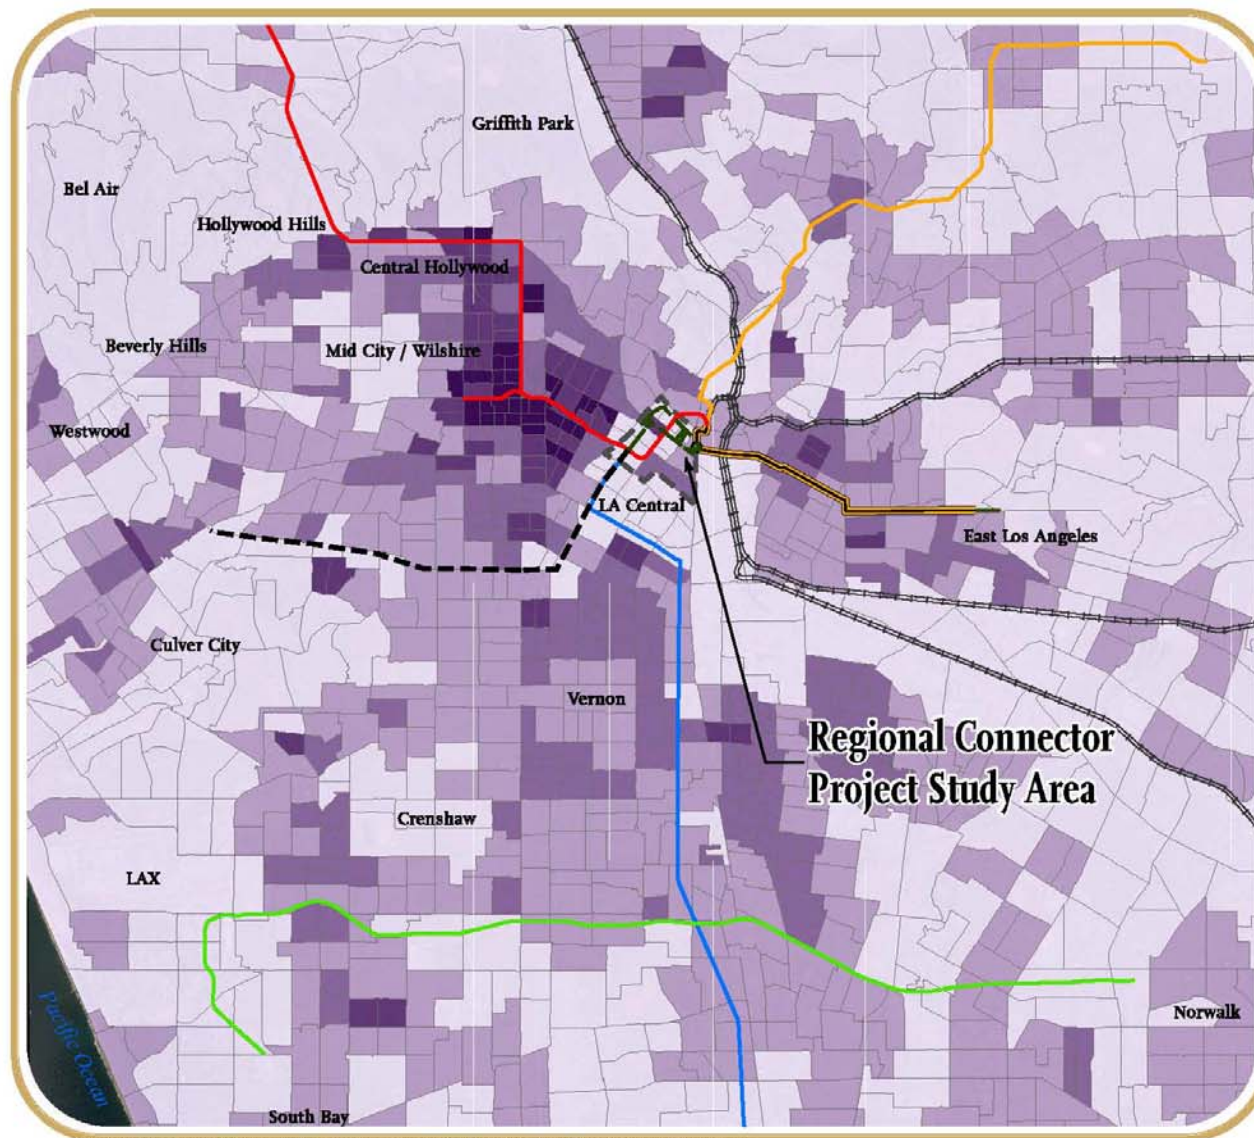 Griffith Park
Bel Air
Hollywood Hills
Central Hollywood
Beverly Hills
Mid City / Wilshire
Westwood
LA Central
East Los Angeles
Culver City
Vernon
Regional Connector
Project Study Area
Crenshaw
LAX
Pacific Ocean
Norwalk
South Bay